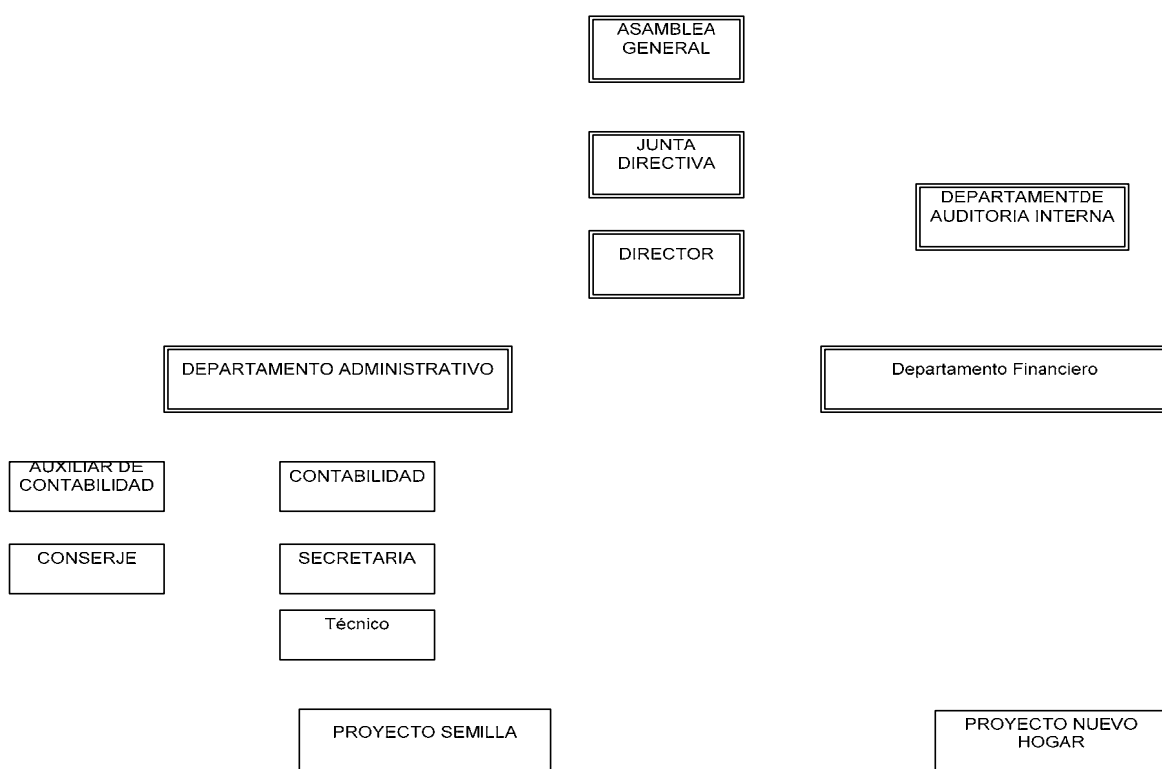 ASAMBLEA
GENERAL
JUNTA
DIRECTIVA
DEPARTAMENTDE
AUDITORIA INTERNA
DIRECTOR
DEPARTAMENTO ADMINISTRATIVO
Departamento Financiero
AUXILIAR DE
CONTABILIDAD
CONTABILIDAD
CONSERJE
SECRETARIA
Técnico
PROYECTO SEMILLA
PROYECTO NUEVO
HOGAR